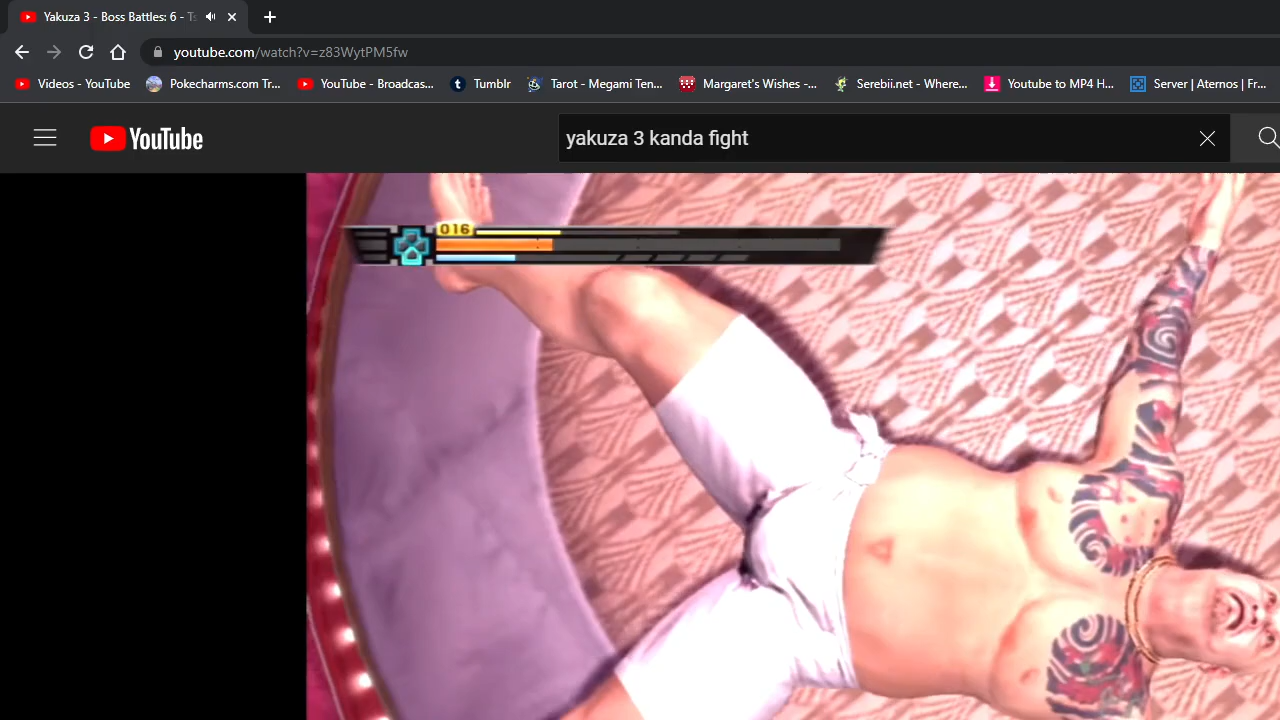 Yakuza 3 - Boss Battles: 6 - Ts
youtube.com/watch?v=z83WytPM5fw
Videos - YouTube Pokecharms.com Tr... YouTube - Broadcas... Tumblr Tarot - Megami Ten... Margaret's Wishes -... Serebii.net - Where... Youtube to MP4 H... Server | Aternos | Fr...
YouTube yakuza 3 kanda fight
016